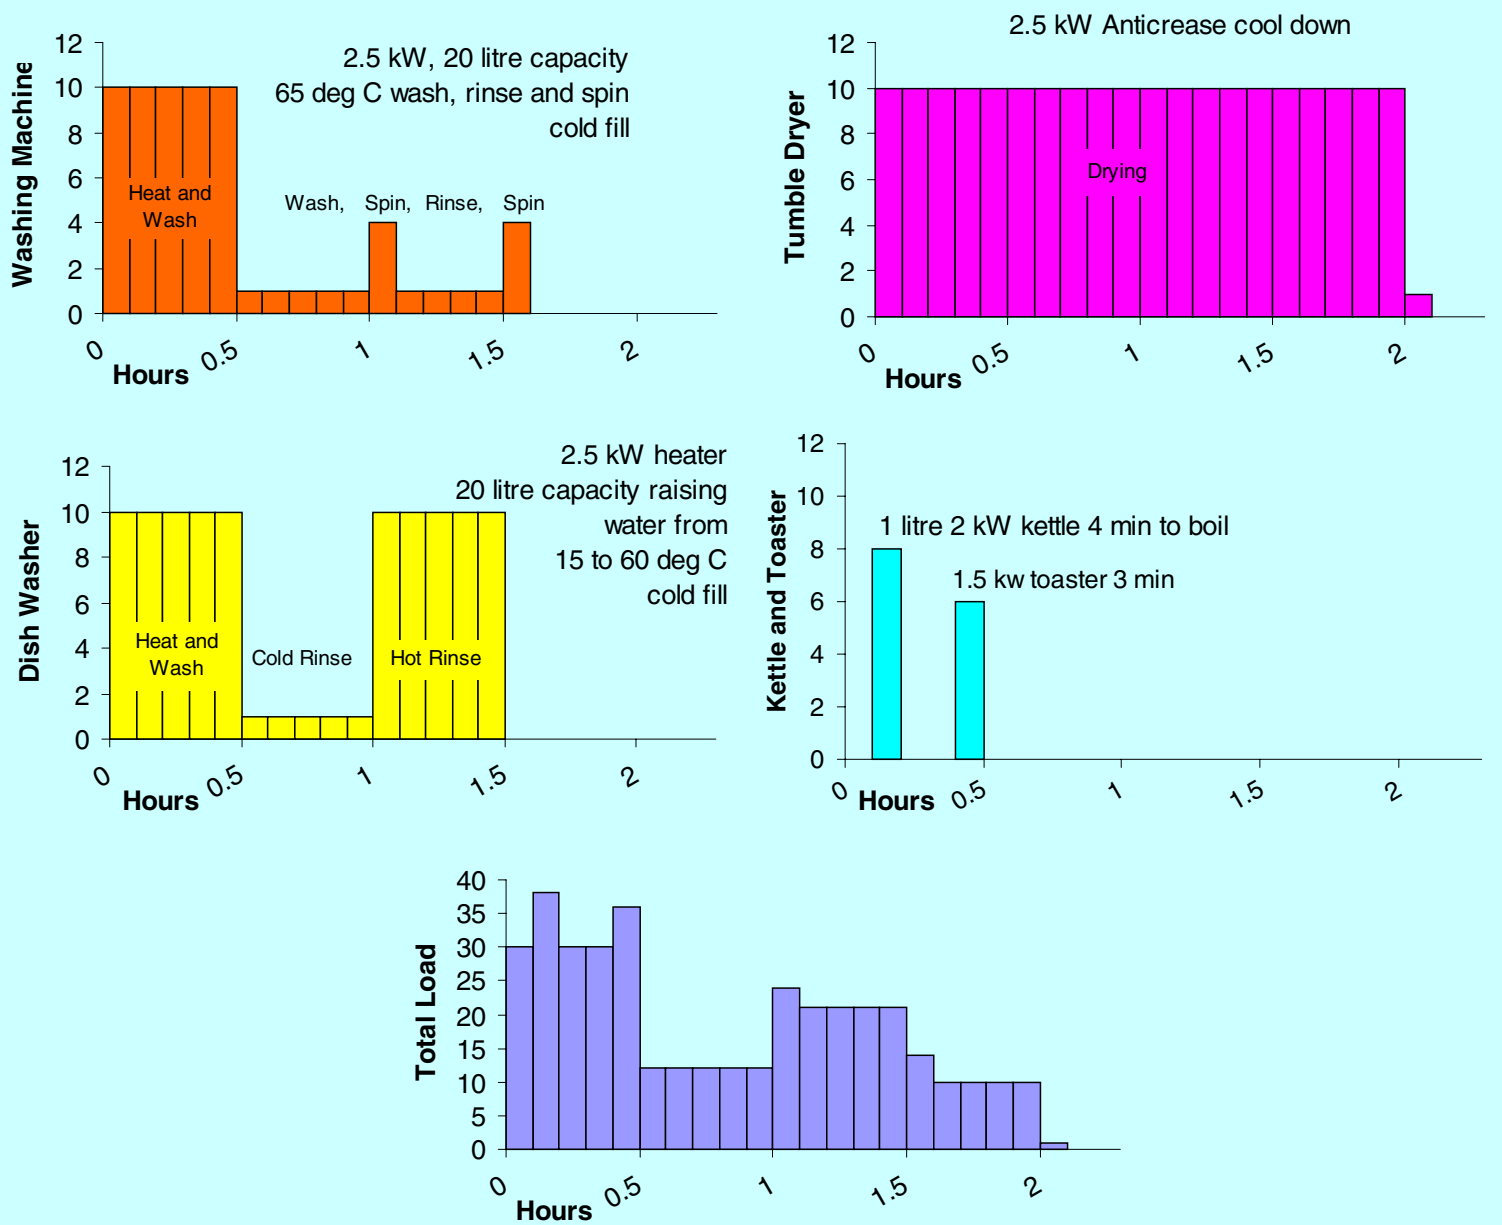 2.5 kW, 20 litre capacity
65 deg C wash, rinse and spin
cold fill
Washing Machine
12
10
8
6
4
2
0
Heat and
Wash
Wash, Spin, Rinse, Spin
0 0.5 1 1.5 2
Hours
2.5 kW Anticrease cool down
Tumble Dryer
12
10
8
6
4
2
0
Drying
0 0.5 1 1.5 2
Hours
2.5 kW heater
20 litre capacity raising
water from
15 to 60 deg C
cold fill
Dish Washer
12
10
8
6
4
2
0
Heat and
Wash
Cold Rinse
Hot Rinse
0 0.5 1 1.5 2
Hours
Kettle and Toaster
12
10
8
6
4
2
0
1 litre 2 kW kettle 4 min to boil
1.5 kw toaster 3 min
0 0.5 1 1.5 2
Hours
Total Load
40
35
30
25
20
15
10
5
0
0 0.5 1 1.5 2
Hours